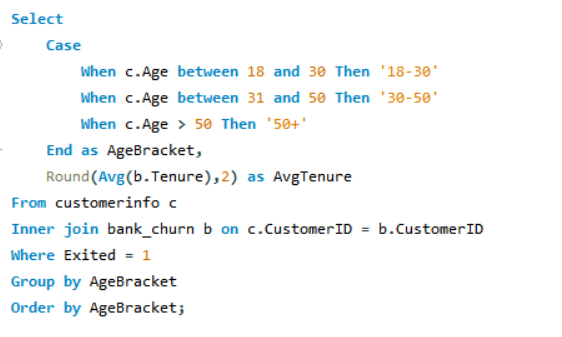 Select
Case
When c.Age between 18 and 30 Then '18-30'
When c.Age between 31 and 50 Then '30-50'
When c.Age > 50 Then '50+'
End as AgeBracket,
Round(Avg(b.Tenure),2) as AvgTenure
From customerinfo c
Inner join bank_churn b on c.CustomerID = b.CustomerID
Where Exited = 1
Group by AgeBracket
Order by AgeBracket;